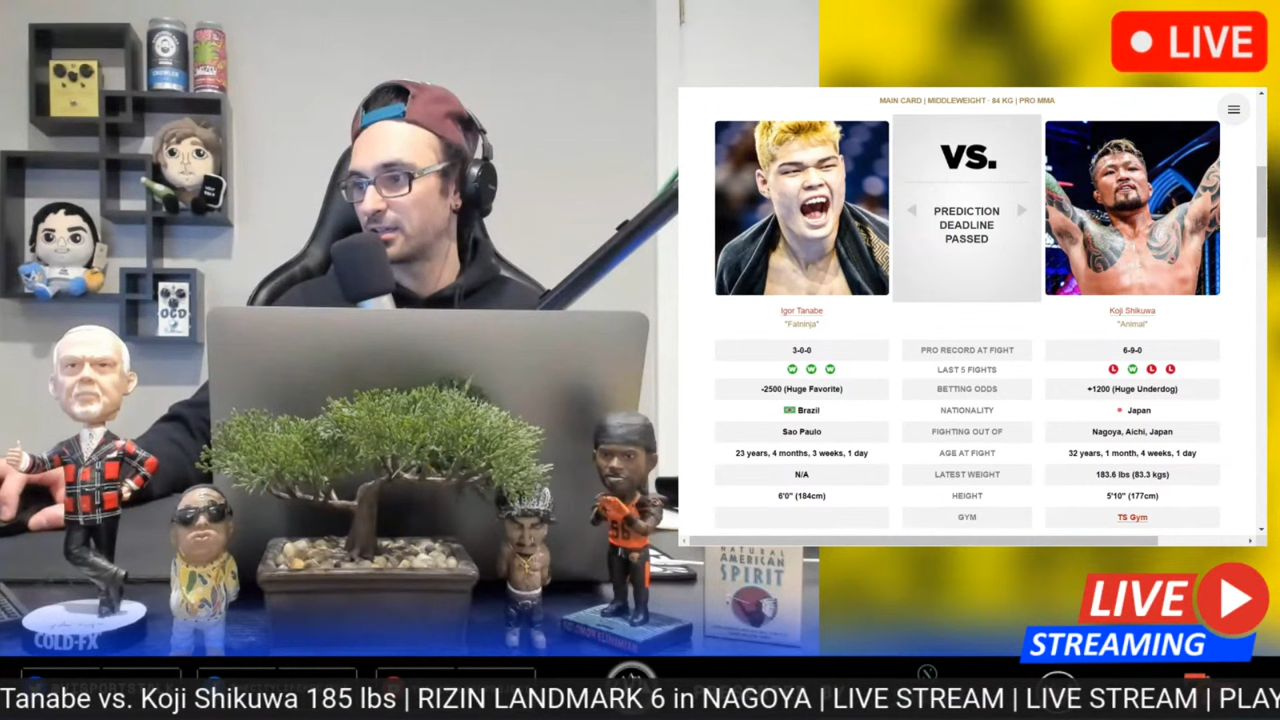 LIVE
MAIN CARD | MIDDLEWEIGHT · 84 KG | PRO MMA
VS.
PREDICTION
DEADLINE
PASSED
Igor Tanabe
"Fatninja"
Koji Shikuwa
"Animal"
3-0-0 PRO RECORD AT FIGHT 6-9-0
W W W LAST 5 FIGHTS L W L L
-2500 (Huge Favorite) BETTING ODDS +1200 (Huge Underdog)
Brazil NATIONALITY Japan
Sao Paulo FIGHTING OUT OF Nagoya, Aichi, Japan
23 years, 4 months, 3 weeks, 1 day AGE AT FIGHT 32 years, 1 month, 4 weeks, 1 day
N/A LATEST WEIGHT 183.6 lbs (83.3 kgs)
6'0" (184cm) HEIGHT 5'10" (177cm)
GYM TS Gym
OCD
56
NATURAL
AMERICAN
SPIRIT
COLD-FX
LIVE
STREAMING
Tanabe vs. Koji Shikuwa 185 lbs | RIZIN LANDMARK 6 in NAGOYA | LIVE STREAM | LIVE STREAM | PLAY